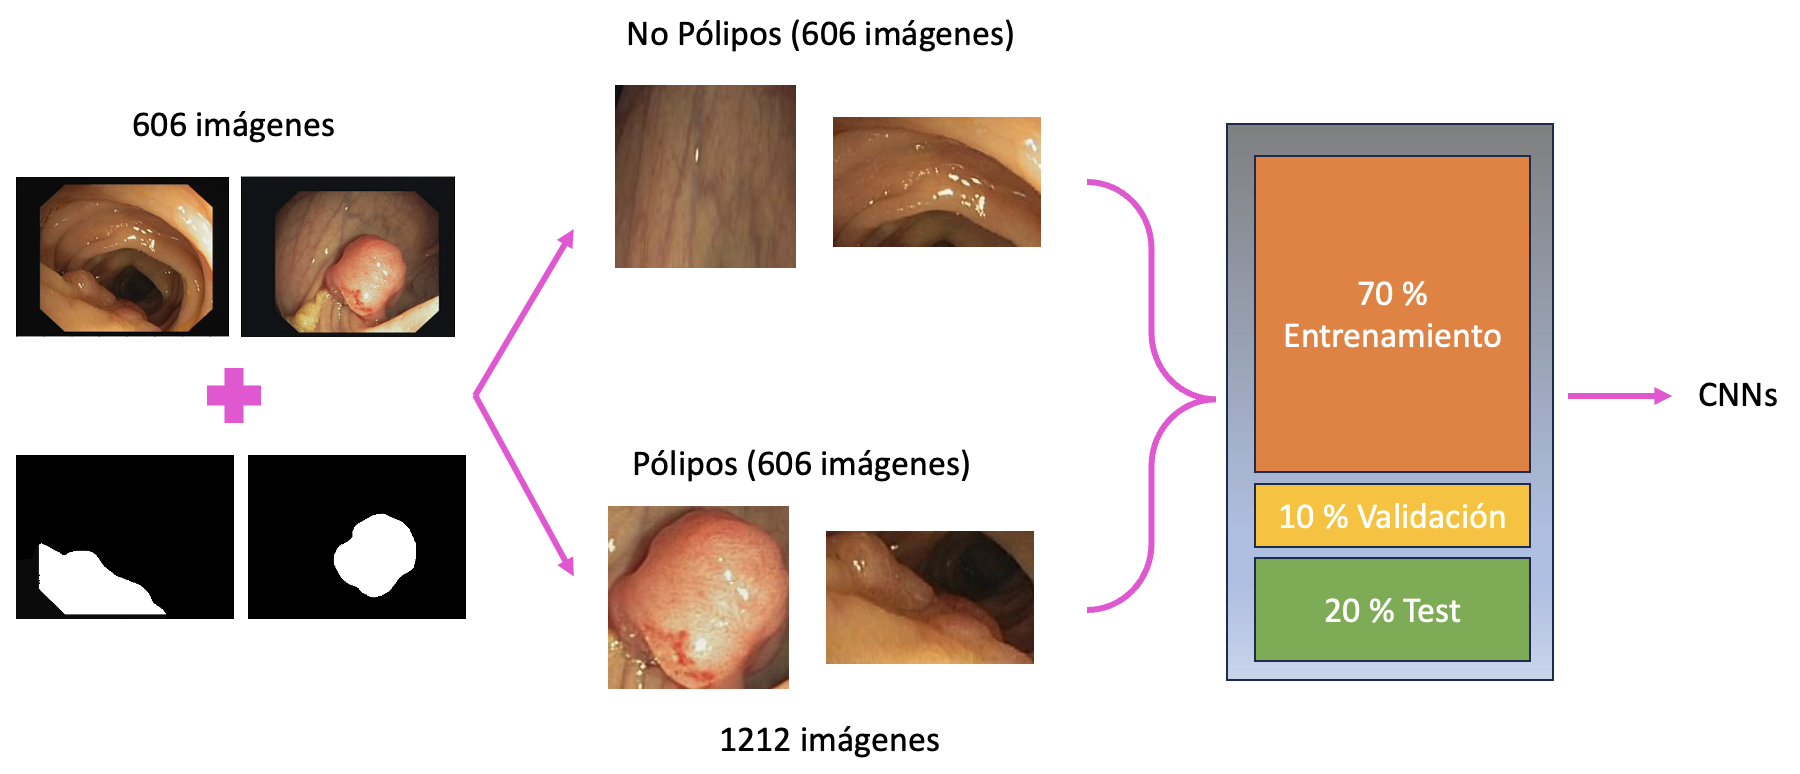 No Pólipos (606 imágenes)
606 imágenes
70 %
Entrenamiento
CNNs
Pólipos (606 imágenes)
10 % Validación
20 % Test
1212 imágenes